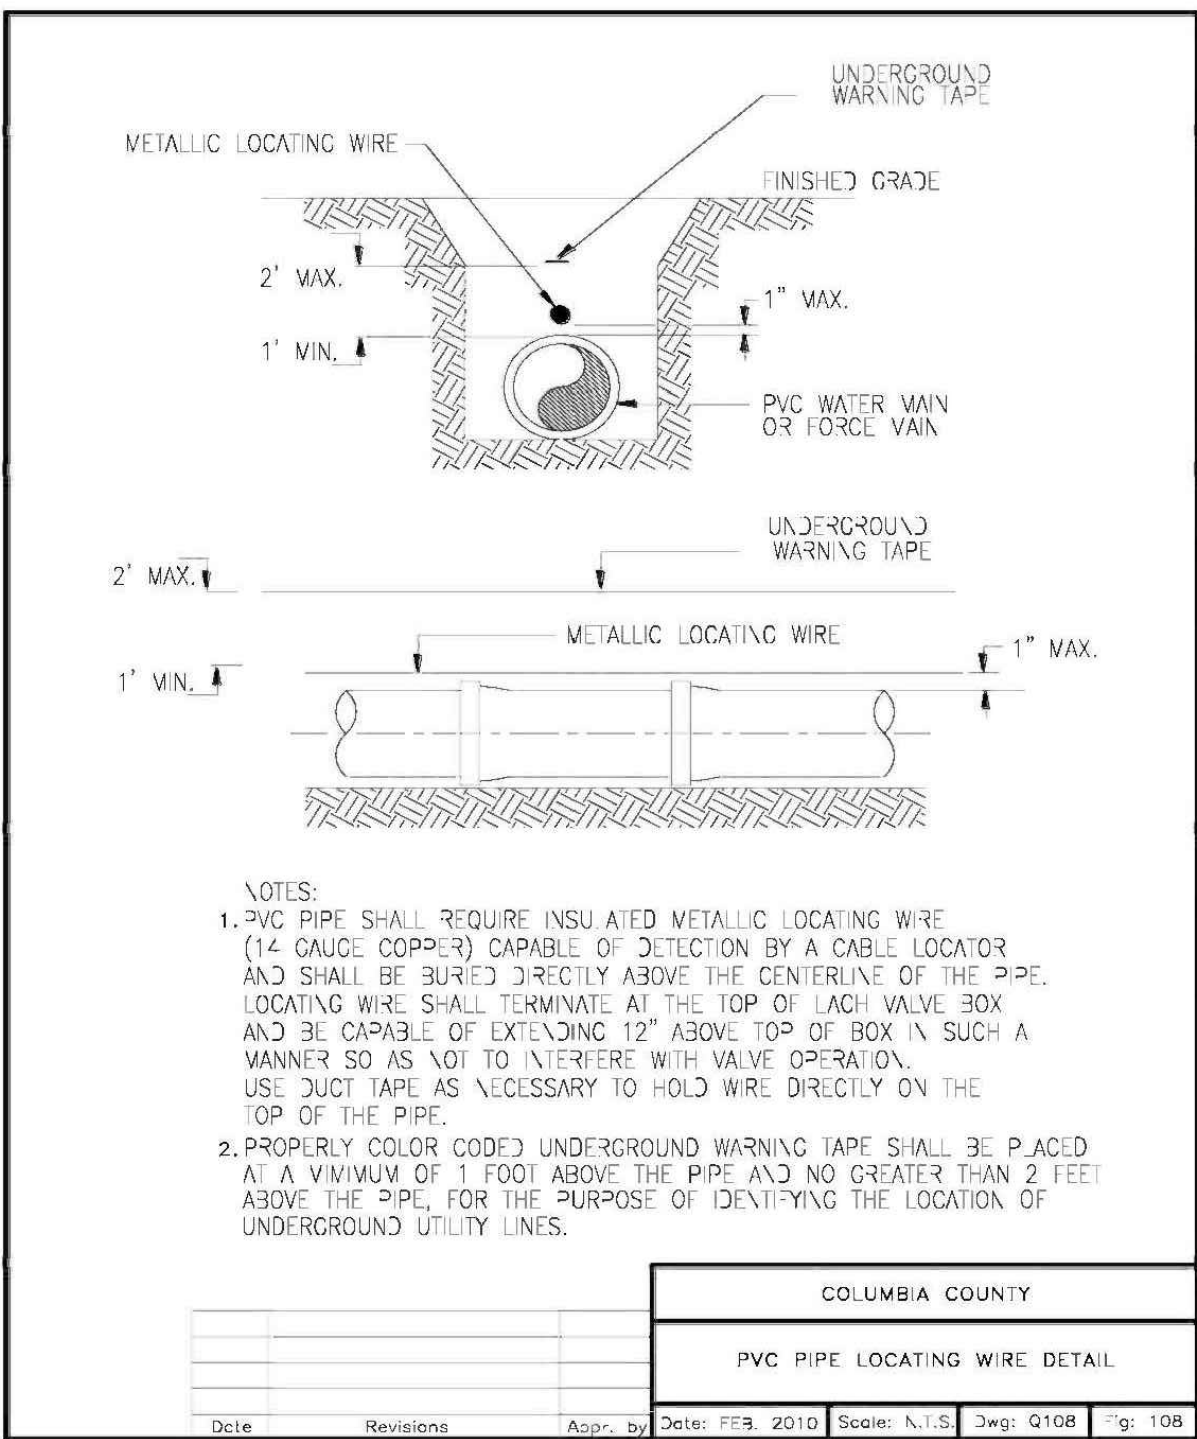 UNDERGROUND
WARNING TAPE
METALLIC LOCATING WIRE
FINISHED GRADE
2' MAX.
1" MAX.
1' MIN.
PVC WATER MAIN
OR FORCE MAIN
UNDERGROUND
WARNING TAPE
2' MAX.
METALLIC LOCATING WIRE
1" MAX.
1' MIN.
NOTES:
1. PVC PIPE SHALL REQUIRE INSULATED METALLIC LOCATING WIRE
(14 GAUGE COPPER) CAPABLE OF DETECTION BY A CABLE LOCATOR
AND SHALL BE BURIED DIRECTLY ABOVE THE CENTERLINE OF THE PIPE.
LOCATING WIRE SHALL TERMINATE AT THE TOP OF EACH VALVE BOX
AND BE CAPABLE OF EXTENDING 12" ABOVE TOP OF BOX IN SUCH A
MANNER SO AS NOT TO INTERFERE WITH VALVE OPERATION.
USE DUCT TAPE AS NECESSARY TO HOLD WIRE DIRECTLY ON THE
TOP OF THE PIPE.
2. PROPERLY COLOR CODED UNDERGROUND WARNING TAPE SHALL BE PLACED
AT A MIMIMUM OF 1 FOOT ABOVE THE PIPE AND NO GREATER THAN 2 FEET
ABOVE THE PIPE, FOR THE PURPOSE OF IDENTIFYING THE LOCATION OF
UNDERGROUND UTILITY LINES.
COLUMBIA COUNTY
PVC PIPE LOCATING WIRE DETAIL
Date Revisions Appr. by Date: FEB. 2010 Scale: N.T.S. Dwg: Q108 Fig: 108